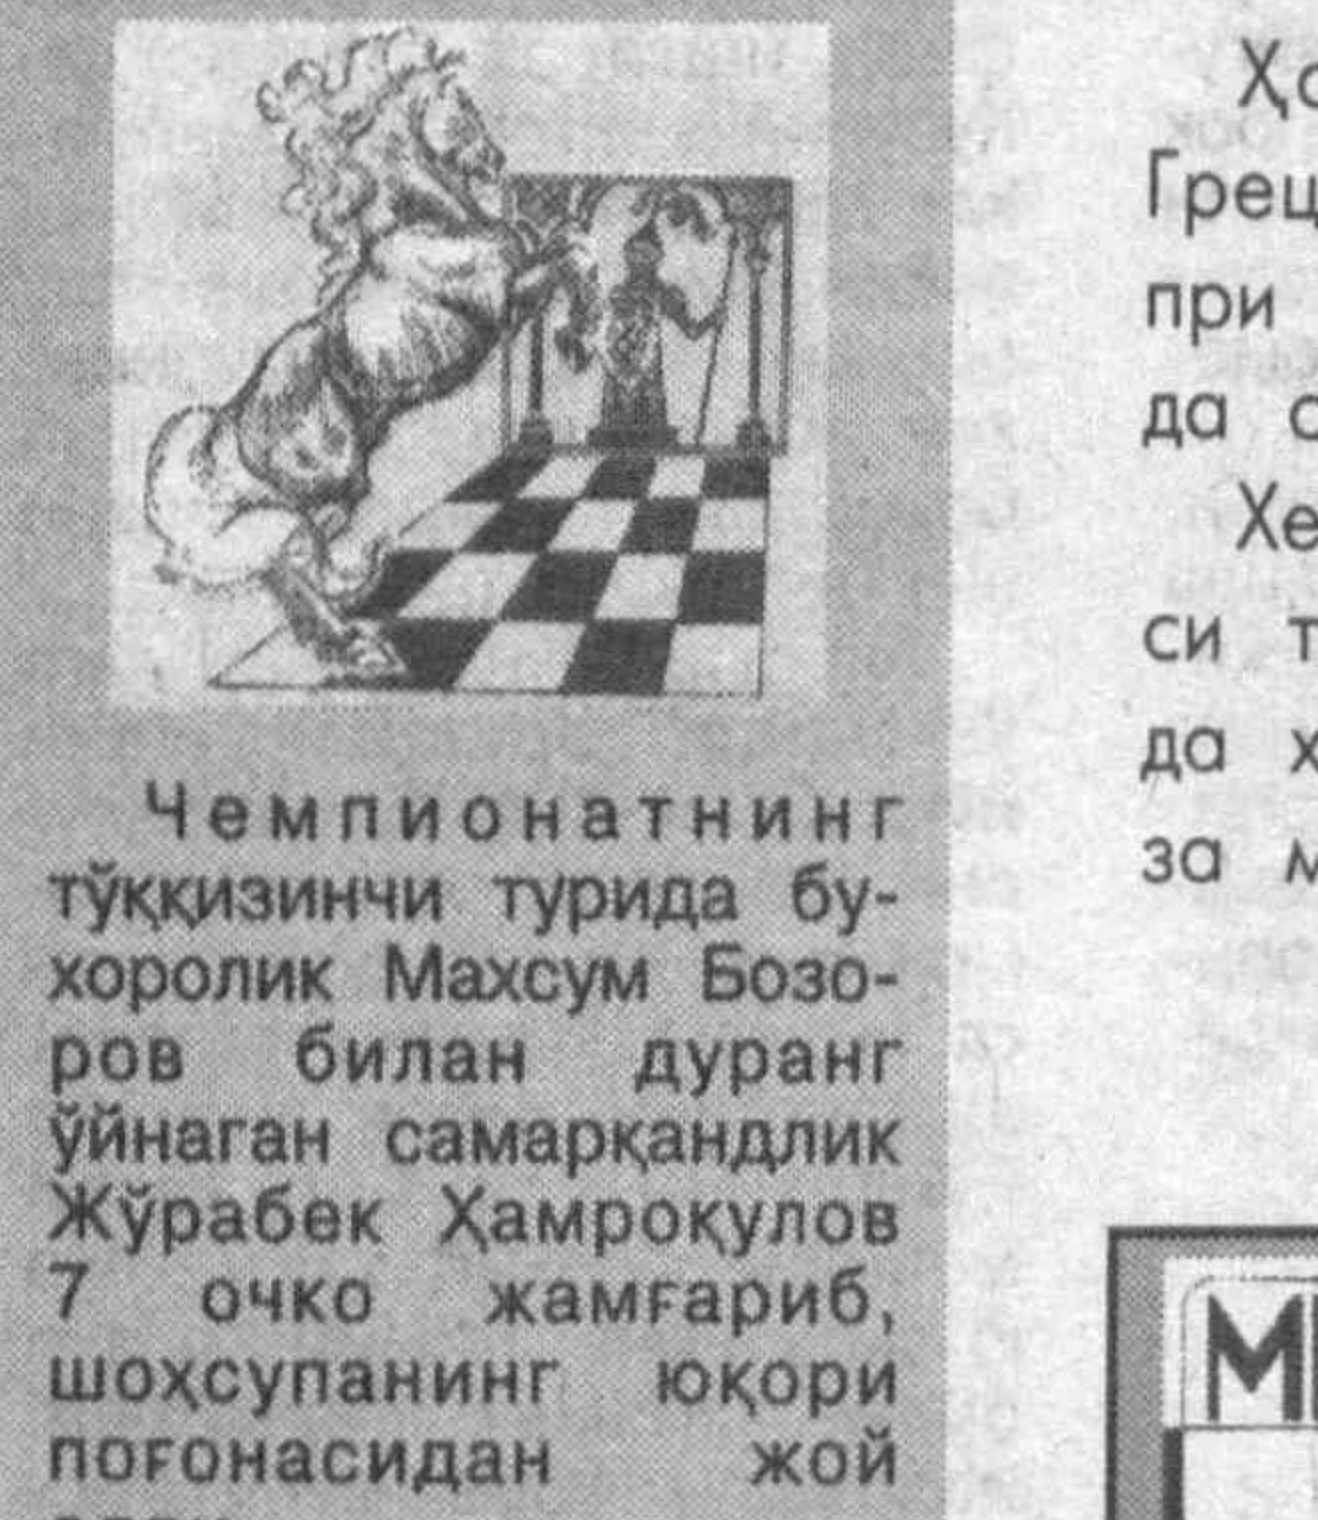 Чемпионатнинг
тўққизинчи турида бу-
хоролик Махсум Бозо-
ров билан дуранг
ўйнаган самарқандлик
Жўрабек Ҳамроқулов
7 очко жамғариб,
шоҳсупанинг юқори
поғонасидан жой
при
да
си
да
за